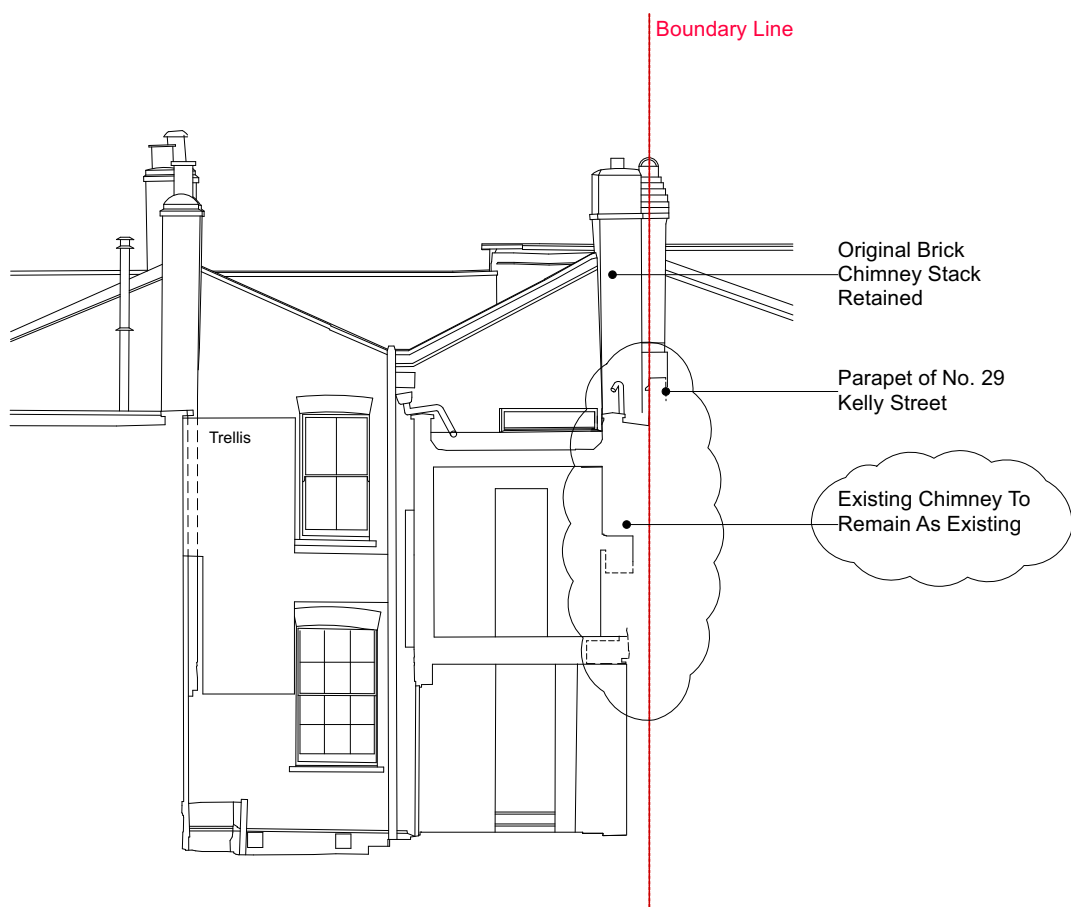 Boundary Line
Original Brick
Chimney Stack
Retained
Parapet of No. 29
Kelly Street
Trellis
Existing Chimney To
Remain As Existing